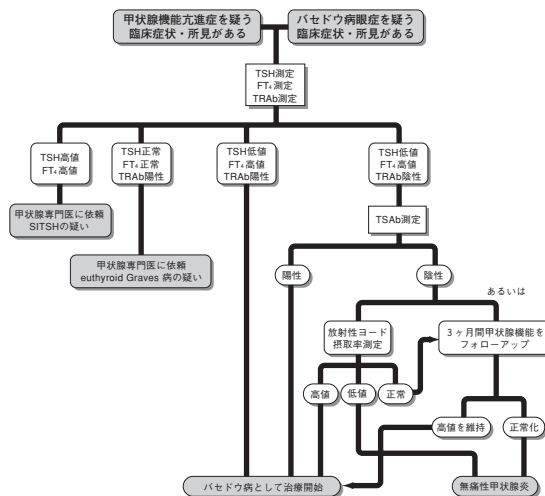 甲状腺機能亢進症を疑う
臨床症状・所見がある
バセドウ病眼症を疑う
臨床症状・所見がある
TSH測定
FT₄測定
TRAb測定
TSH高値
FT₄高値
TSH正常
FT₄正常
TRAb陽性
TSH低値
FT₄高値
TRAb陽性
TSH低値
FT₄高値
TRAb陰性
甲状腺専門医に依頼
SITSHの疑い
TSAb測定
甲状腺専門医に依頼
euthyroid Graves 病の疑い
陽性
陰性
あるいは
放射性ヨード
摂取率測定
3ヶ月間甲状腺機能を
フォローアップ
高値
低値
正常
高値を維持
正常化
バセドウ病として治療開始
無痛性甲状腺炎